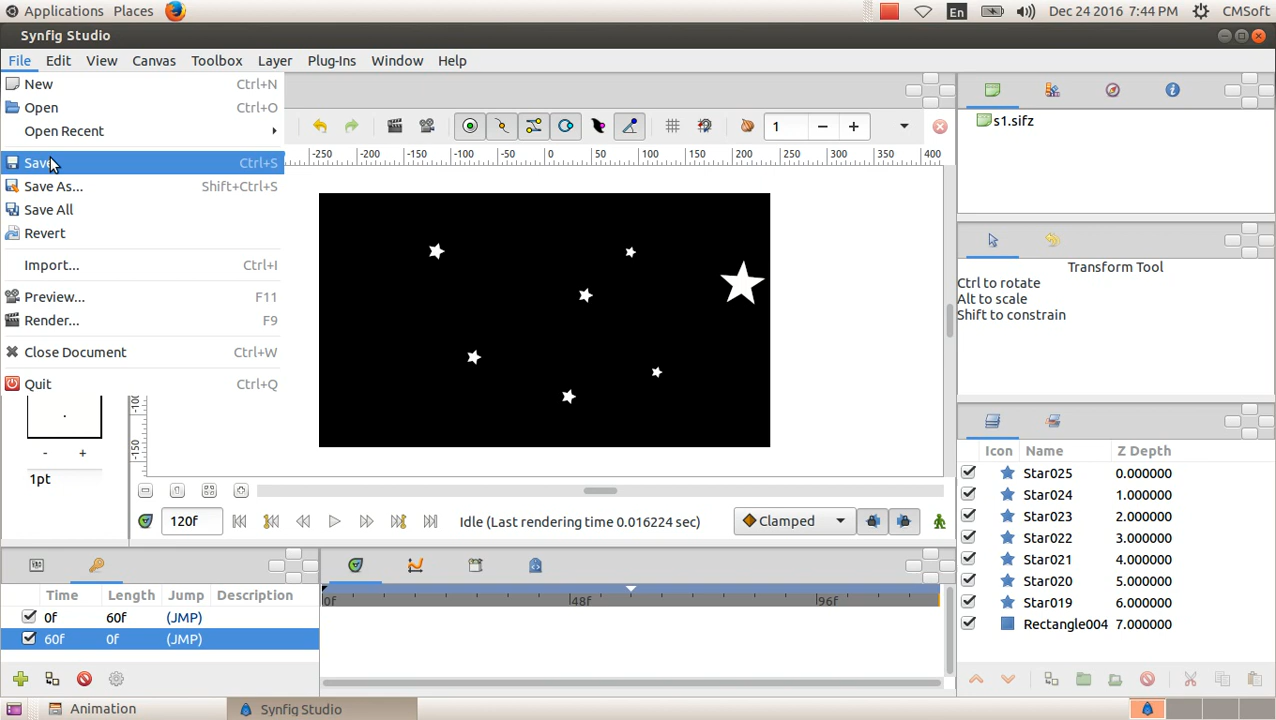 Applications Places En Dec 24 2016 7:44 PM CMSoft
Synfig Studio
File Edit View Canvas Toolbox Layer Plug-Ins Window Help
New Ctrl+N
Open Ctrl+O
Open Recent
Save Ctrl+S
Save As... Shift+Ctrl+S
Save All
Revert
Import... Ctrl+I
Preview... F11
Render... F9
Close Document Ctrl+W
Quit Ctrl+Q
1
-250 -200 -150 -100 -50 0 50 100 150 200 250 300 350 400
s1.sifz
Transform Tool
Ctrl to rotate
Alt to scale
Shift to constrain
-150
- +
1pt
120f Idle (Last rendering time 0.016224 sec) Clamped
Icon Name Z Depth
Star025 0.000000
Star024 1.000000
Star023 2.000000
Star022 3.000000
Star021 4.000000
Star020 5.000000
Star019 6.000000
Rectangle004 7.000000
Time Length Jump Description
0f 60f (JMP)
60f 0f (JMP)
0f 48f 96f
Animation Synfig Studio